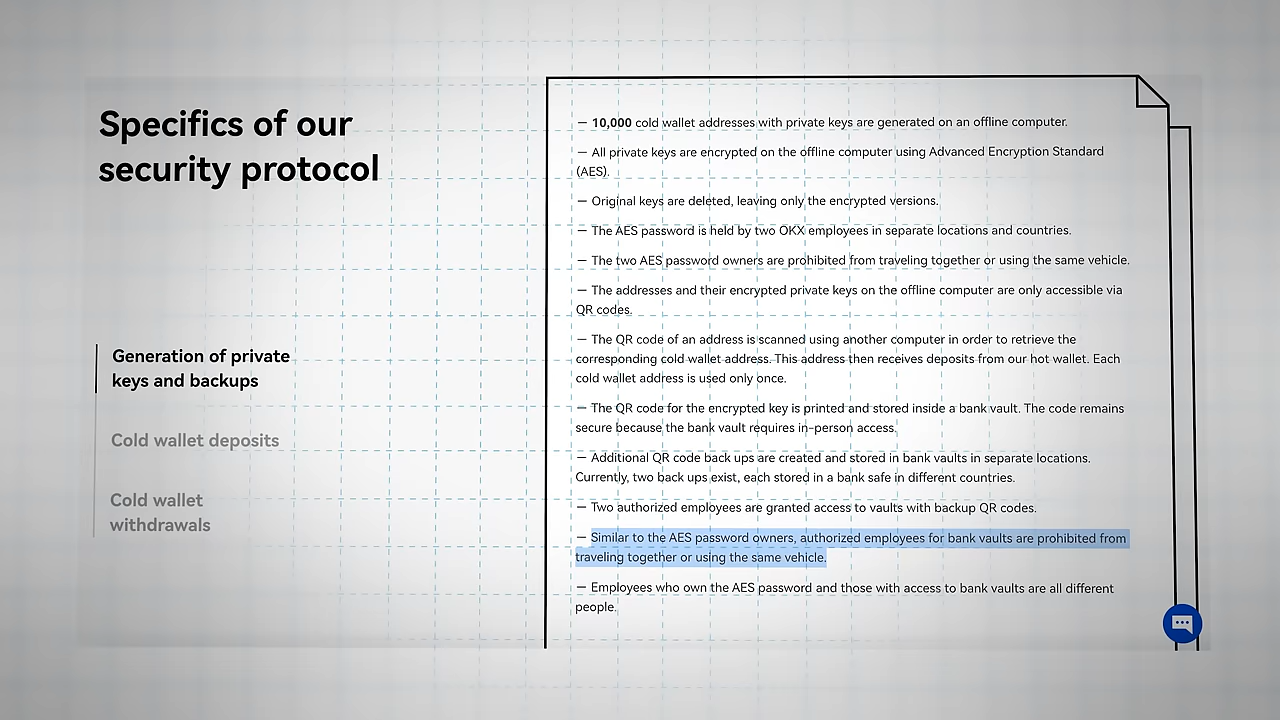 Specifics of our
security protocol
Generation of private
keys and backups
Cold wallet deposits
Cold wallet
withdrawals
— 10,000 cold wallet addresses with private keys are generated on an offline computer.
— All private keys are encrypted on the offline computer using Advanced Encryption Standard
(AES).
— Original keys are deleted, leaving only the encrypted versions.
— The AES password is held by two OKX employees in separate locations and countries.
— The two AES password owners are prohibited from traveling together or using the same vehicle.
— The addresses and their encrypted private keys on the offline computer are only accessible via
QR codes.
— The QR code of an address is scanned using another computer in order to retrieve the
corresponding cold wallet address. This address then receives deposits from our hot wallet. Each
cold wallet address is used only once.
— The QR code for the encrypted key is printed and stored inside a bank vault. The code remains
secure because the bank vault requires in-person access.
— Additional QR code back ups are created and stored in bank vaults in separate locations.
Currently, two back ups exist, each stored in a bank safe in different countries.
— Two authorized employees are granted access to vaults with backup QR codes.
— Similar to the AES password owners, authorized employees for bank vaults are prohibited from
traveling together or using the same vehicle.
— Employees who own the AES password and those with access to bank vaults are all different
people.